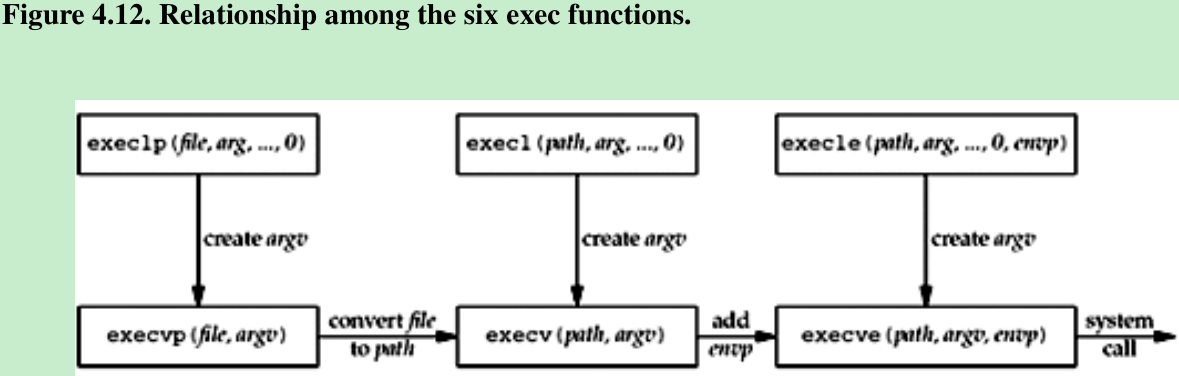 Figure 4.12. Relationship among the six exec functions.
execlp (file, arg, ..., 0)
execl (path, arg, ..., 0)
execle (path, arg, ..., 0, envp)
create argv
create argv
create argv
execvp (file, argv)
convert file
to path
execv (path, argv)
add
envp
execve (path, argv, envp)
system
call